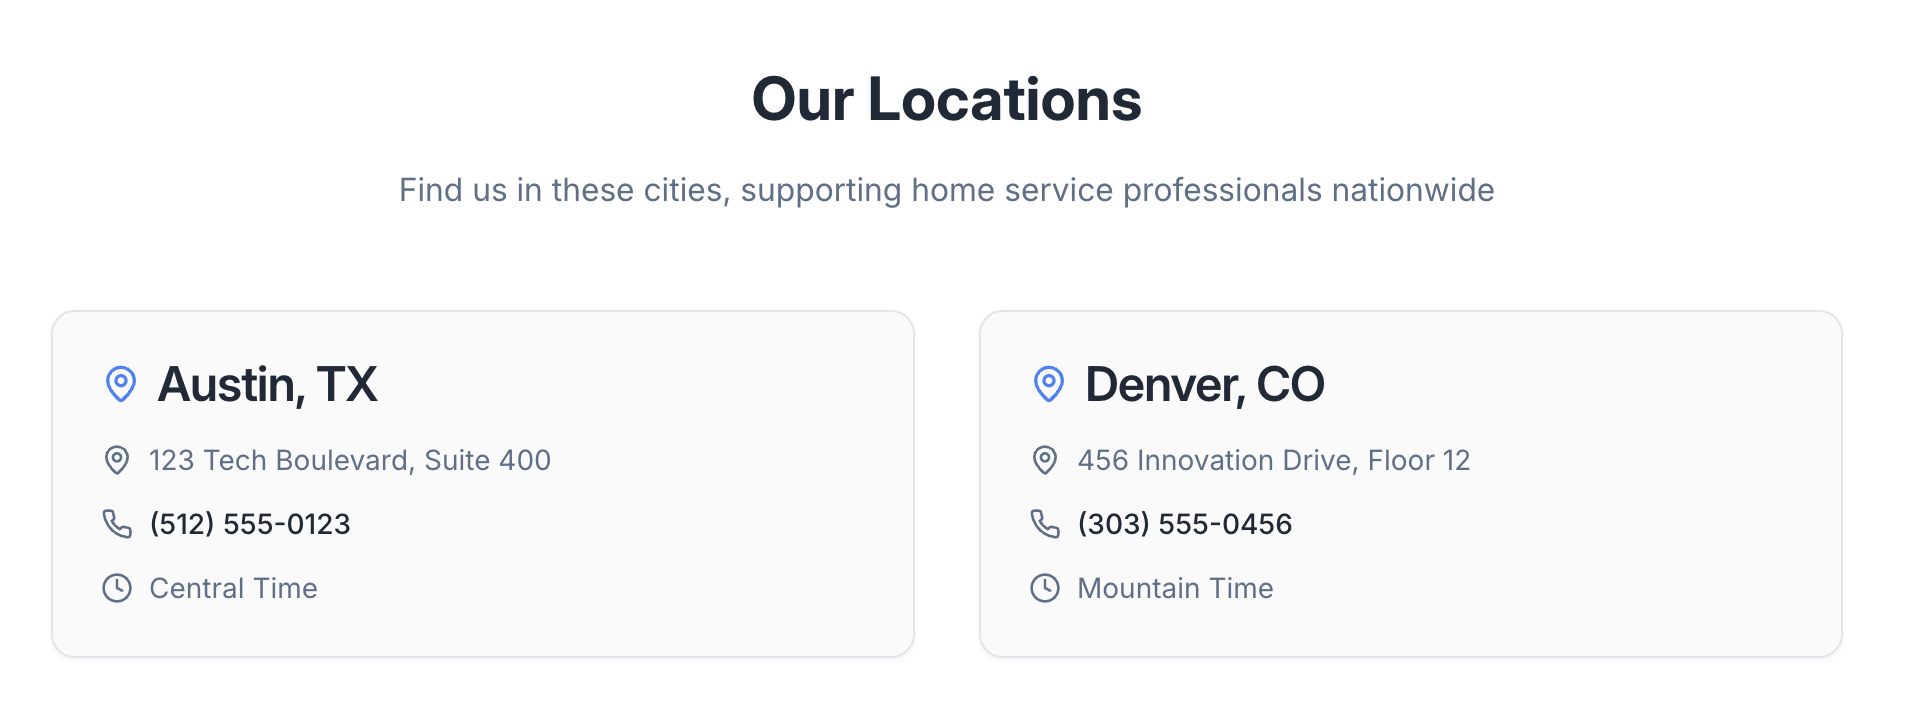 Our Locations
Find us in these cities, supporting home service professionals nationwide
Austin, TX
123 Tech Boulevard, Suite 400
(512) 555-0123
Central Time
Denver, CO
456 Innovation Drive, Floor 12
(303) 555-0456
Mountain Time